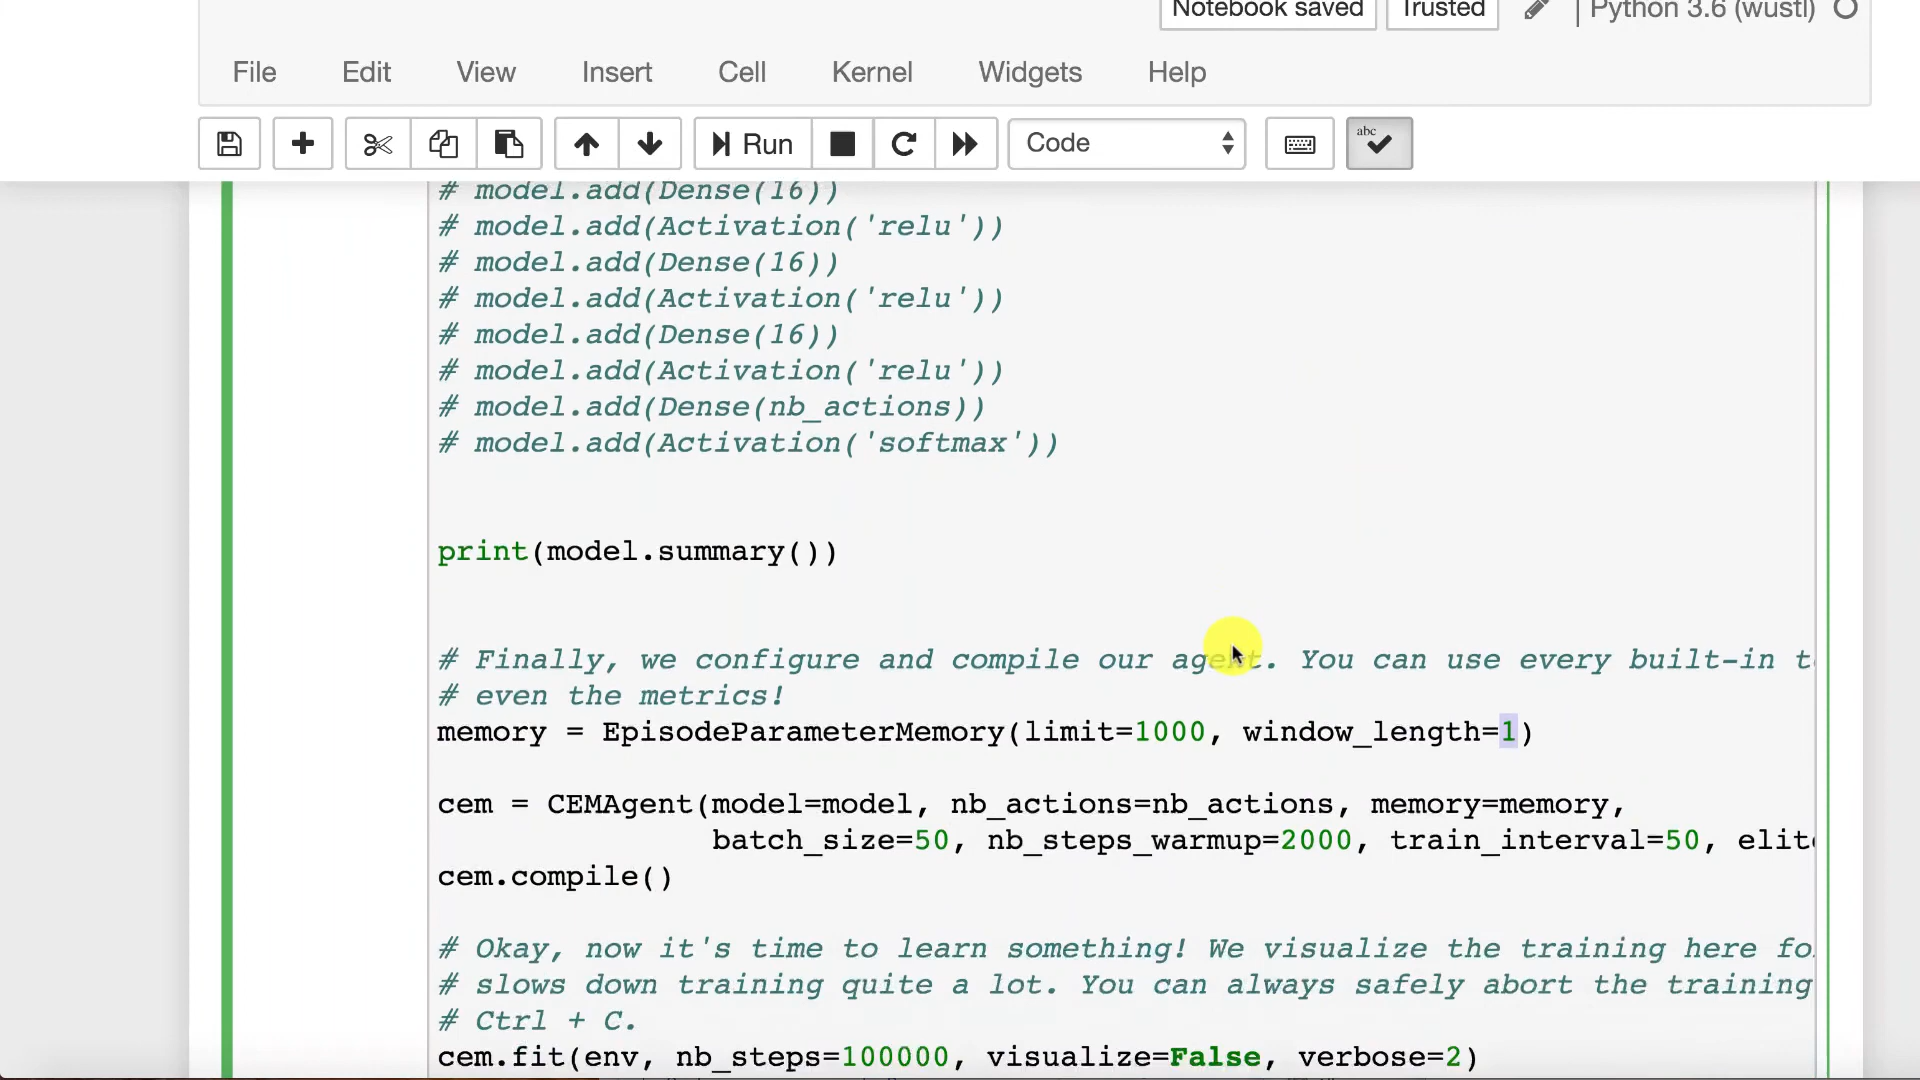 Notebook saved Trusted Python 3.6 (wustl)
File Edit View Insert Cell Kernel Widgets Help
Run Code abc
# model.add(Dense(16))
# model.add(Activation('relu'))
# model.add(Dense(16))
# model.add(Activation('relu'))
# model.add(Dense(16))
# model.add(Activation('relu'))
# model.add(Dense(nb_actions))
# model.add(Activation('softmax'))
print(model.summary())
# Finally, we configure and compile our agent. You can use every built-in
# even the metrics!
memory = EpisodeParameterMemory(limit=1000, window_length=1)
cem = CEMAgent(model=model, nb_actions=nb_actions, memory=memory,
batch_size=50, nb_steps_warmup=2000, train_interval=50,
cem.compile()
# Okay, now it's time to learn something! We visualize the training here
# slows down training quite a lot. You can always safely abort the training
# Ctrl + C.
cem.fit(env, nb_steps=100000, visualize=False, verbose=2)